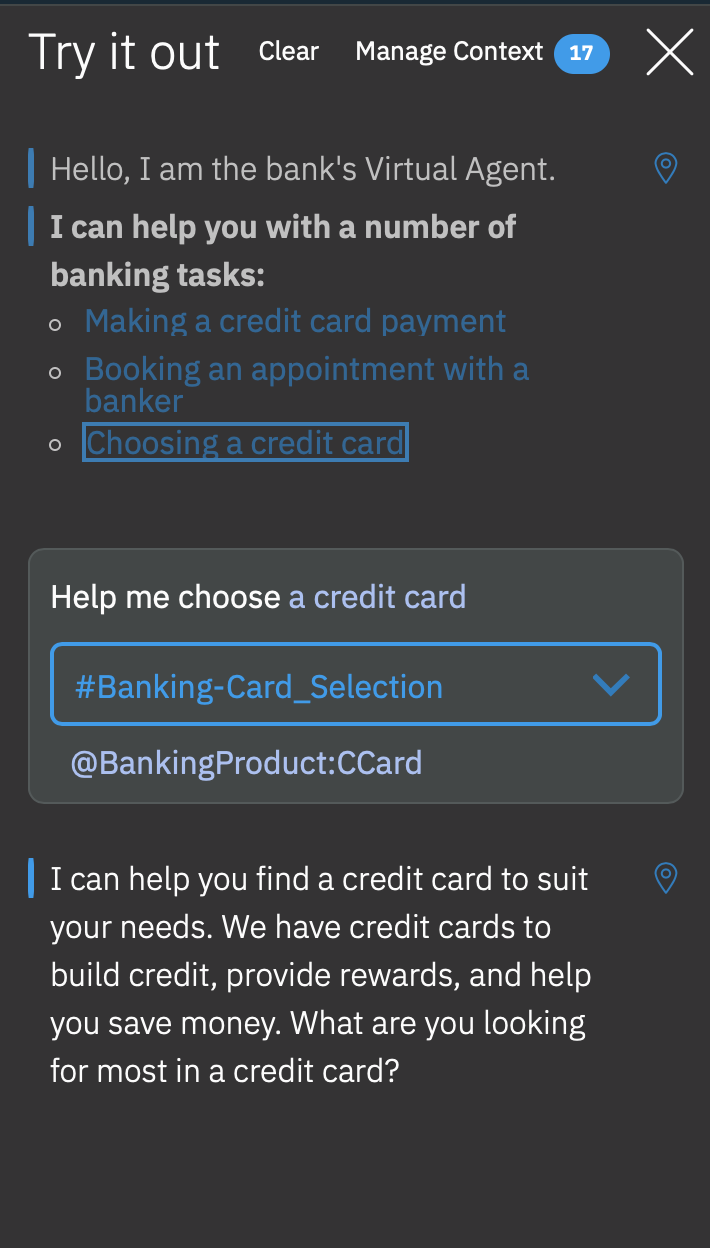 Try it out Clear Manage Context 17
Hello, I am the bank's Virtual Agent.
I can help you with a number of
banking tasks:
Making a credit card payment
Booking an appointment with a
banker
Choosing a credit card
Help me choose a credit card
#Banking-Card_Selection
@BankingProduct:CCard
I can help you find a credit card to suit
your needs. We have credit cards to
build credit, provide rewards, and help
you save money. What are you looking
for most in a credit card?